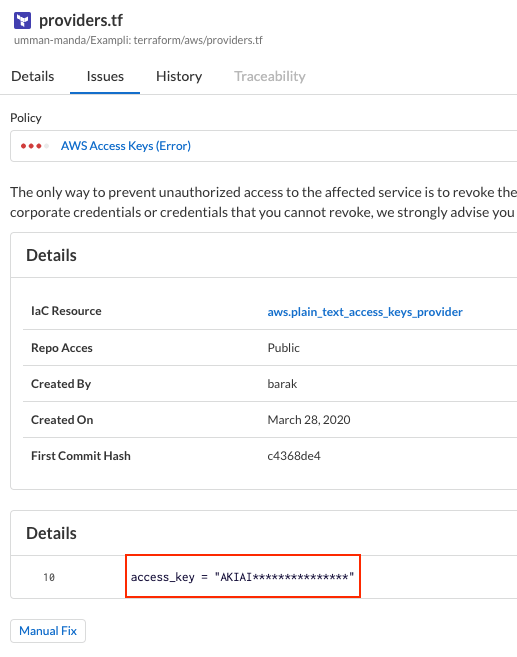 providers.tf
umman-manda/Exampli: terraform/aws/providers.tf
Details Issues History Traceability
Policy
AWS Access Keys (Error)
The only way to prevent unauthorized access to the affected service is to revoke the
corporate credentials or credentials that you cannot revoke, we strongly advise you
Details
IaC Resource aws.plain_text_access_keys_provider
Repo Acces Public
Created By barak
Created On March 28, 2020
First Commit Hash c4368de4
Details
10 access_key = "AKIAI***************"
Manual Fix